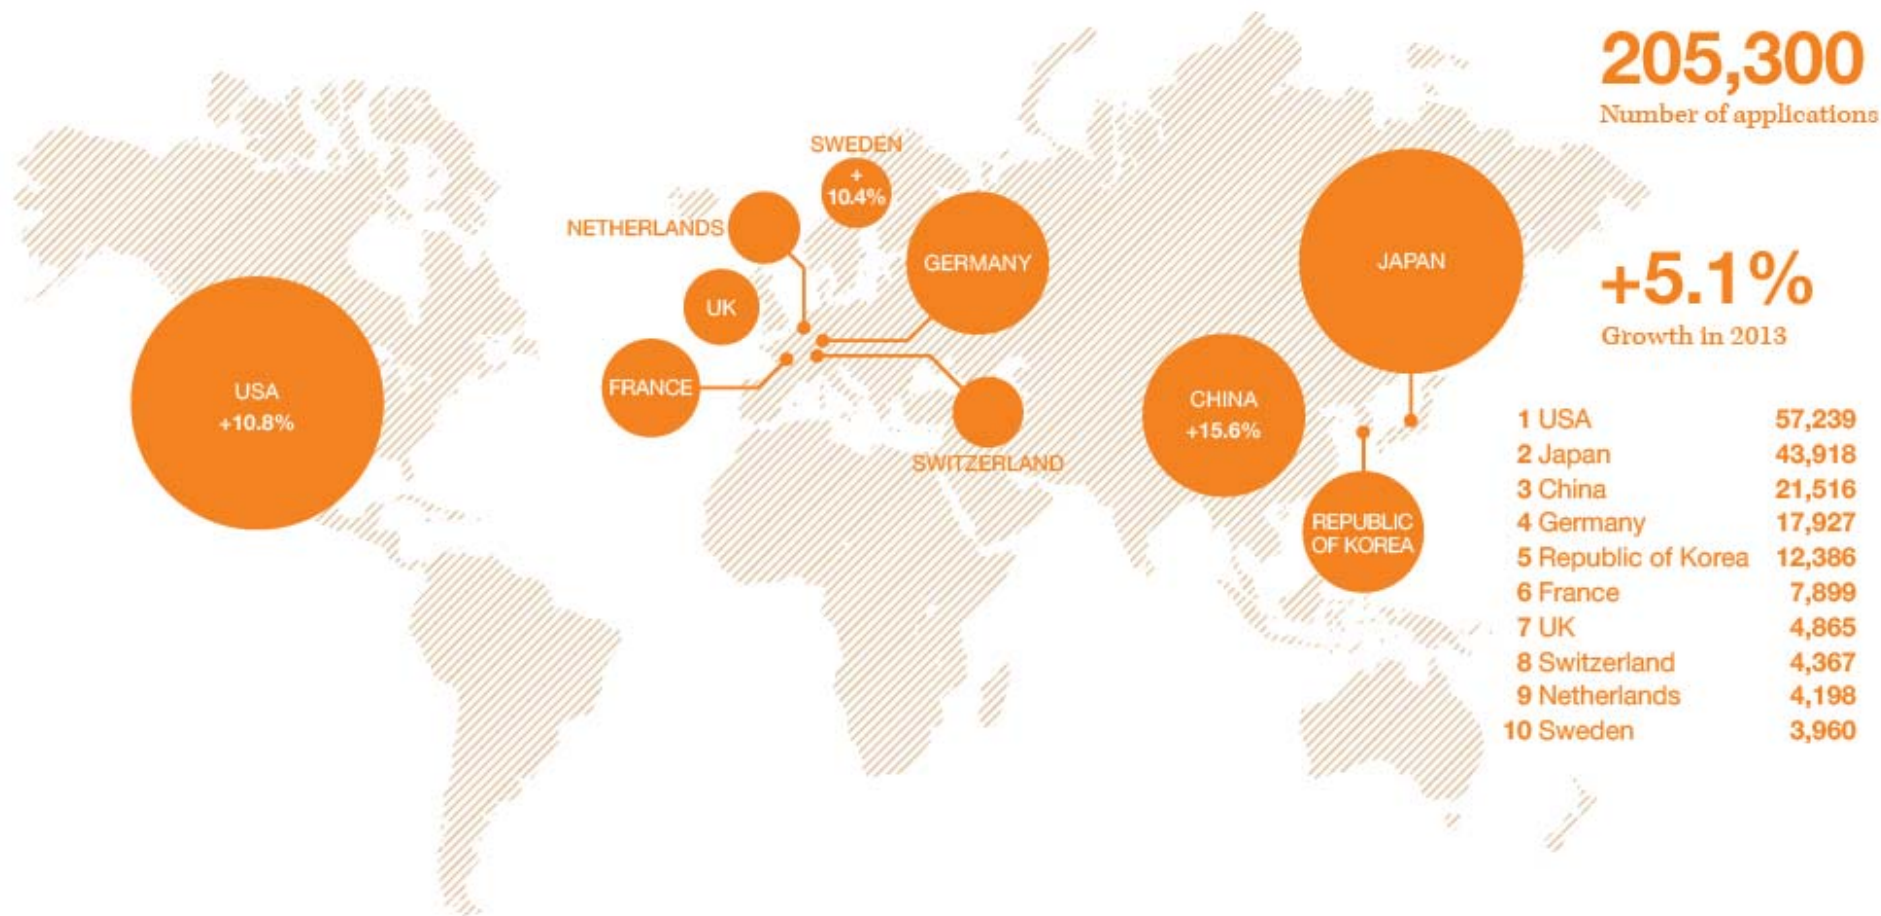 205,300
Number of applications
SWEDEN
+
10.4%
NETHERLANDS
GERMANY
JAPAN
+5.1%
Growth in 2013
UK
FRANCE
USA
+10.8%
CHINA
+15.6%
SWITZERLAND
REPUBLIC
OF KOREA
1 USA 57,239
2 Japan 43,918
3 China 21,516
4 Germany 17,927
5 Republic of Korea 12,386
6 France 7,899
7 UK 4,865
8 Switzerland 4,367
9 Netherlands 4,198
10 Sweden 3,960